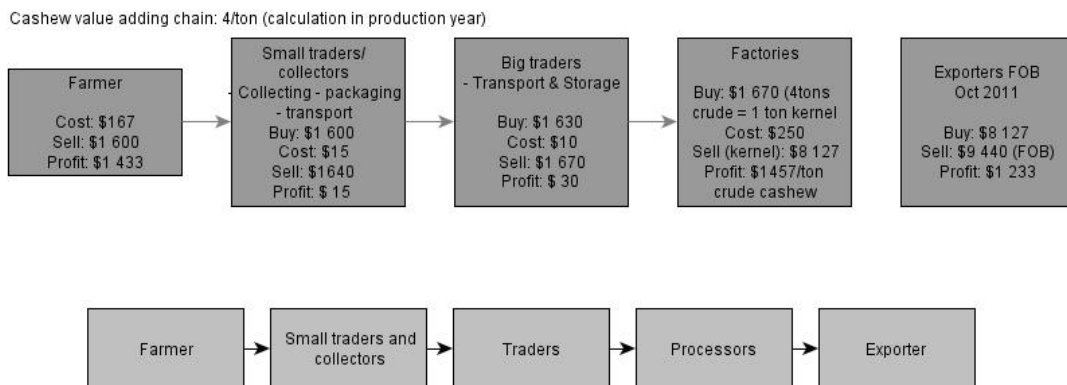 Cashew value adding chain: 4/ton (calculation in production year)
Farmer
Cost: $167
Sell: $1 600
Profit: $1 433
Small traders/
collectors
- Collecting - packaging
- transport
Buy: $1 600
Cost: $15
Sell: $1640
Profit: $ 15
Big traders
- Transport & Storage
Buy: $1 630
Cost: $10
Sell: $1 670
Profit: $ 30
Factories
Buy: $1 670 (4tons
crude = 1 ton kernel
Cost: $250
Sell (kernel): $8 127
Profit: $1457/ton
crude cashew
Exporters FOB
Oct 2011
Buy: $8 127
Sell: $9 440 (FOB)
Profit: $1 233
Farmer
Small traders and
collectors
Traders
Processors
Exporter